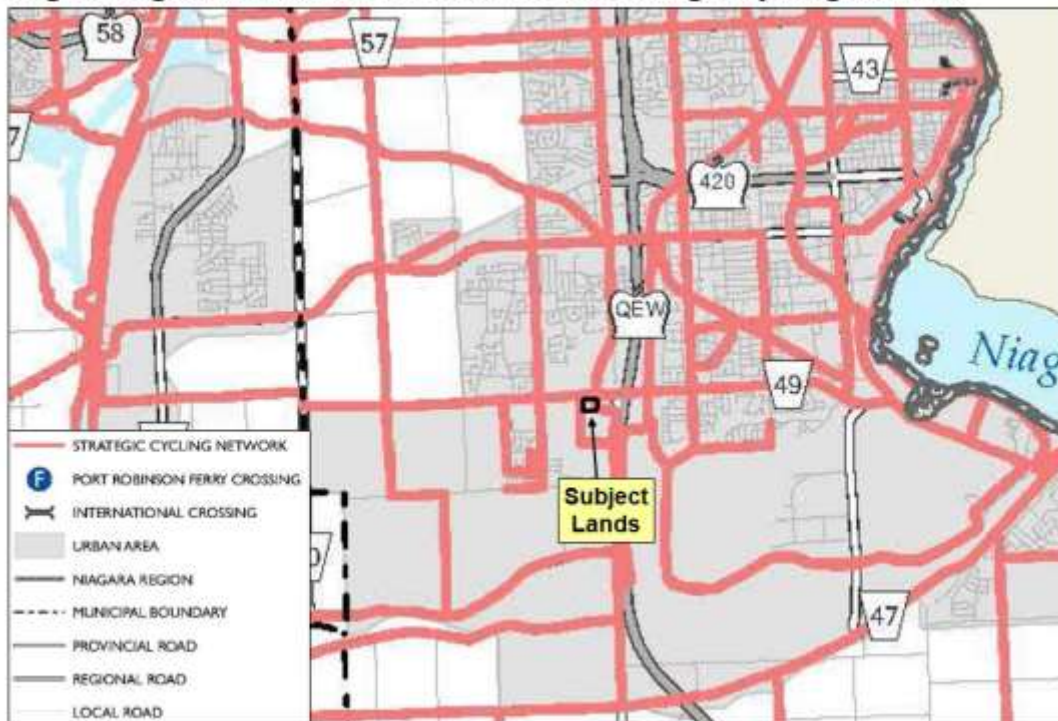 58
57
43
7
420
QEW
Niag
49
STRATEGIC CYCLING NETWORK
F PORT ROBINSON FERRY CROSSING
INTERNATIONAL CROSSING
URBAN AREA
NIAGARA REGION
MUNICIPAL BOUNDARY
PROVINCIAL ROAD
REGIONAL ROAD
LOCAL ROAD
Subject
Lands
47